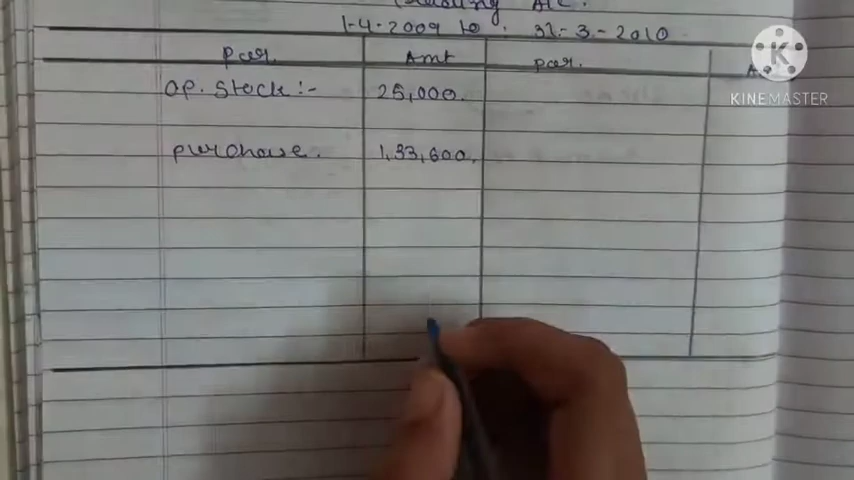 Trading A/C.
1-4-2009 to : 31-3-2010
par. Amt par.
op. Stock :- 25,000.
purchase. 1,33,600.
K
KINEMASTER